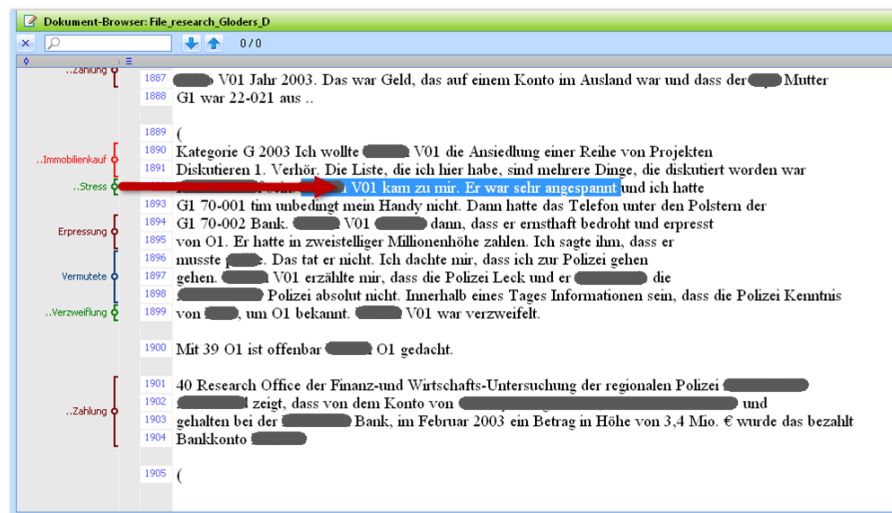 Dokument-Browser: File_research_Gloders_D
0 / 0
..Zahlung
1887 V01 Jahr 2003. Das war Geld, das auf einem Konto im Ausland war und dass der Mutter
1888 G1 war 22-021 aus ..
1889 (
1890 Kategorie G 2003 Ich wollte V01 die Ansiedlung einer Reihe von Projekten
..Immobilienkauf
1891 Diskutieren 1. Verhör. Die Liste, die ich hier habe, sind mehrere Dinge, die diskutiert worden war
..Stress
V01 kam zu mir. Er war sehr angespannt und ich hatte
1893 G1 70-001 tim unbedingt mein Handy nicht. Dann hatte das Telefon unter den Polstern der
Erpressung
1894 G1 70-002 Bank. V01 dann, dass er ernsthaft bedroht und erpresst
1895 von O1. Er hatte in zweistelliger Millionenhöhe zahlen. Ich sagte ihm, dass er
1896 musste Das tat er nicht. Ich dachte mir, dass ich zur Polizei gehen
Vermutete
1897 gehen. V01 erzählte mir, dass die Polizei Leck und er die
1898 Polizei absolut nicht. Innerhalb eines Tages Informationen sein, dass die Polizei Kenntnis
..Verzweiflung
1899 von , um O1 bekannt. V01 war verzweifelt.
1900 Mit 39 O1 ist offenbar O1 gedacht.
1901 40 Research Office der Finanz-und Wirtschafts-Untersuchung der regionalen Polizei
1902 zeigt, dass von dem Konto von und
..Zahlung
1903 gehalten bei der Bank, im Februar 2003 ein Betrag in Höhe von 3,4 Mio. € wurde das bezahlt
1904 Bankkonto
1905 (